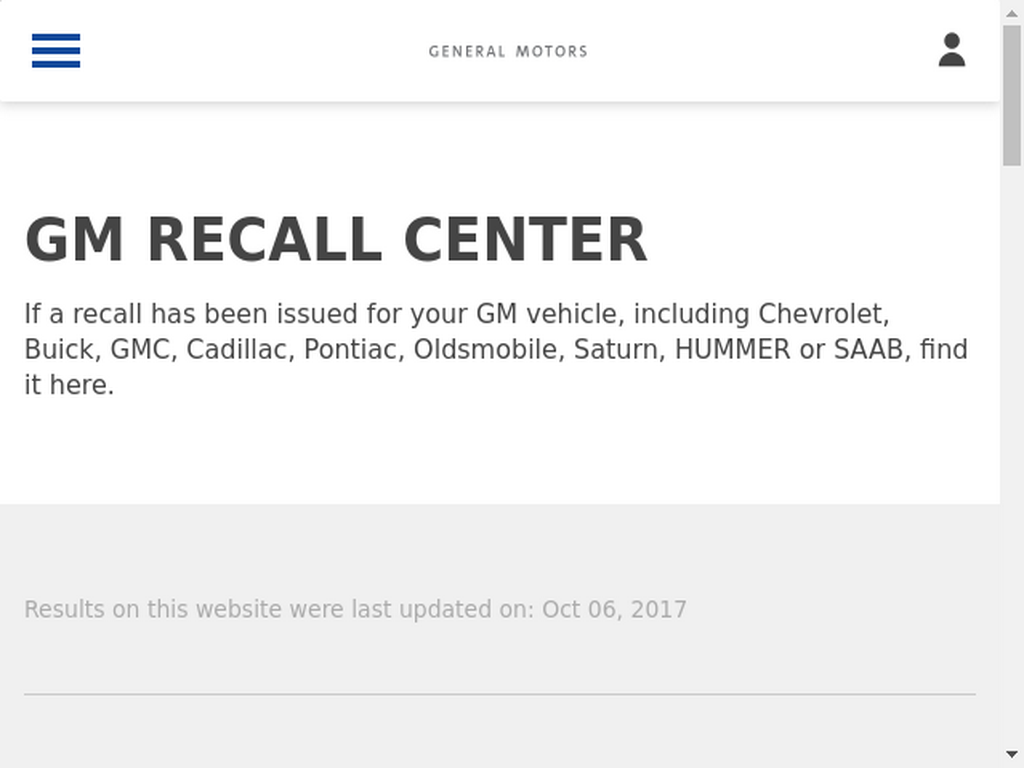 GENERAL MOTORS
GM RECALL CENTER
If a recall has been issued for your GM vehicle, including Chevrolet,
Buick, GMC, Cadillac, Pontiac, Oldsmobile, Saturn, HUMMER or SAAB, find
it here.
Results on this website were last updated on: Oct 06, 2017